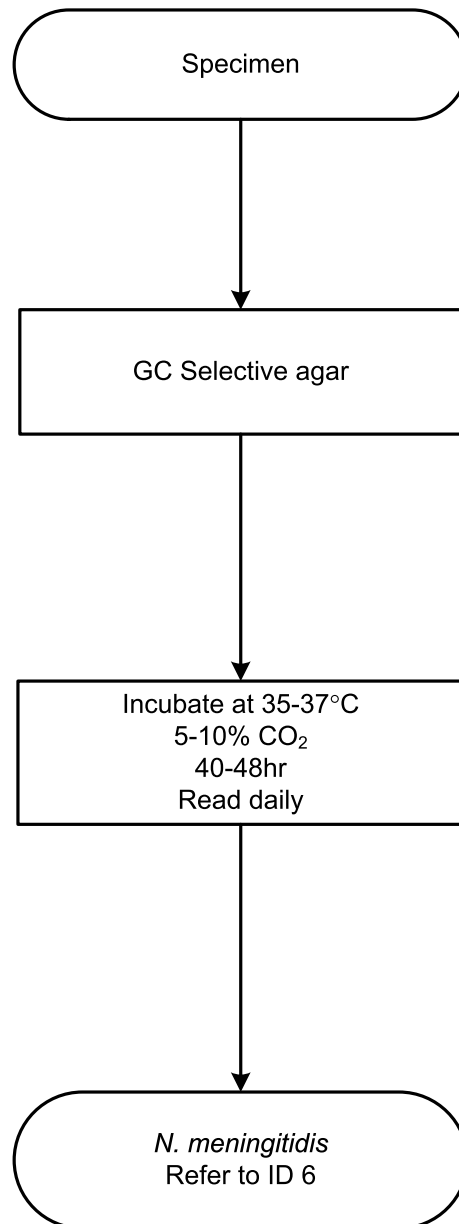 Specimen
GC Selective agar
Incubate at 35-37°C
5-10% CO₂
40-48hr
Read daily
N. meningitidis
Refer to ID 6